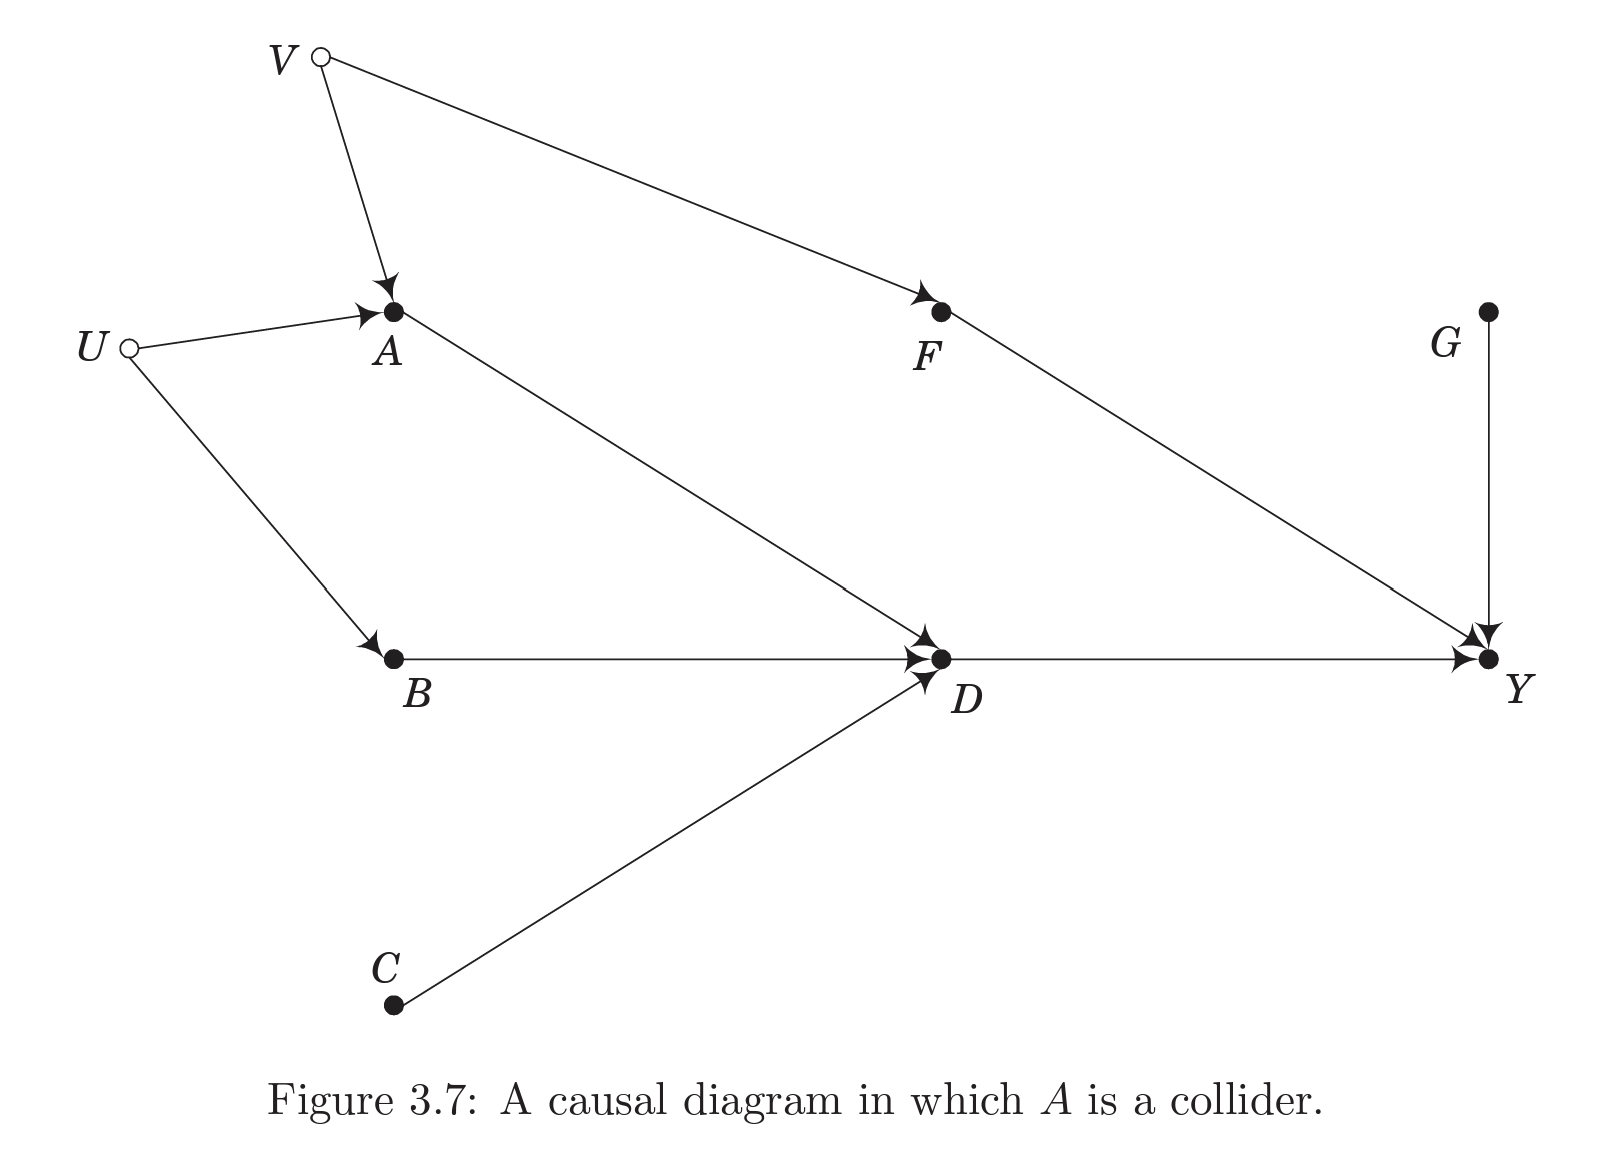 V
U
A
F
G
B
D
Y
C
Figure 3.7: A causal diagram in which A is a collider.